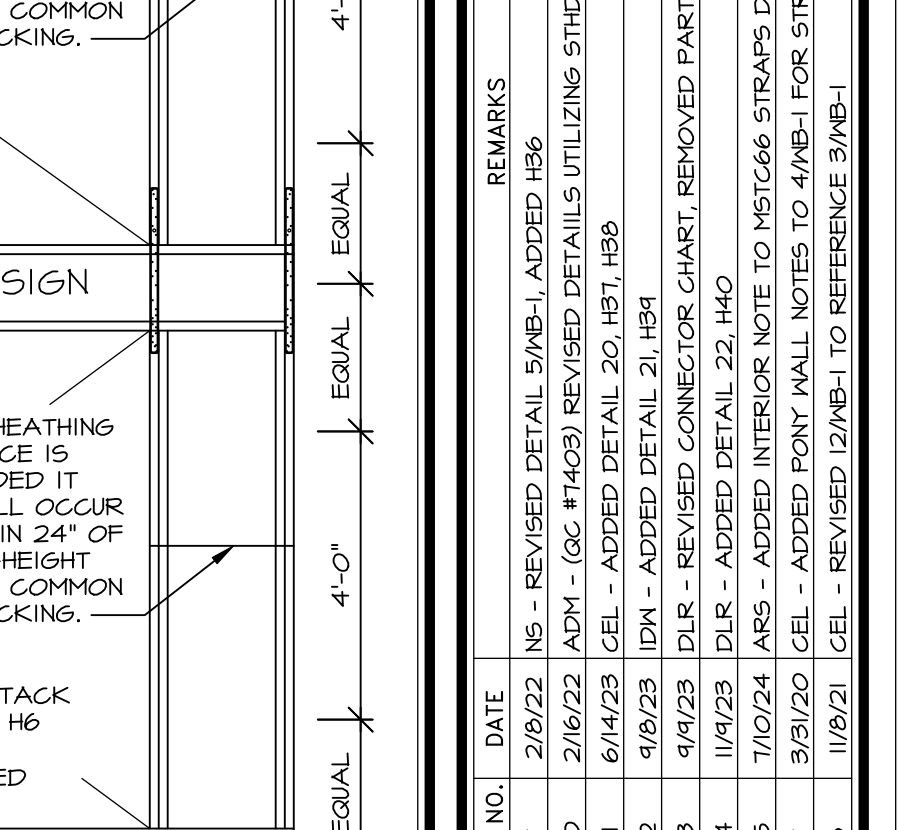 COMMON
CKING.
SIGN
HEATHING
CE IS
DED IT
LL OCCUR
IN 24" OF
-HEIGHT
COMMON
CKING.
TACK
H6
ED
4'-
EQUAL
EQUAL
4'-0"
EQUAL
NO. DATE REMARKS
2/8/22 NS - REVISED DETAIL 5/WB-1, ADDED H36
2/16/22 ADM - (QC #7403) REVISED DETAIILS UTILIZING STHD
6/14/23 CEL - ADDED DETAIL 20, H37, H38
9/8/23 IDW - ADDED DETAIL 21, H39
9/9/23 DLR - REVISED CONNECTOR CHART, REMOVED PART
11/9/23 DLR - ADDED DETAIL 22, H40
7/10/24 ARS - ADDED INTERIOR NOTE TO MSTC66 STRAPS D
3/31/20 CEL - ADDED PONY WALL NOTES TO 4/WB-1 FOR STR
11/8/21 CEL - REVISED 12/WB-1 TO REFERENCE 3/WB-1